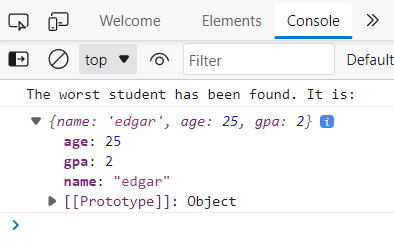 Welcome Elements Console
top Filter Default
The worst student has been found. It is:
{name: 'edgar', age: 25, gpa: 2} i
age: 25
gpa: 2
name: "edgar"
[[Prototype]]: Object